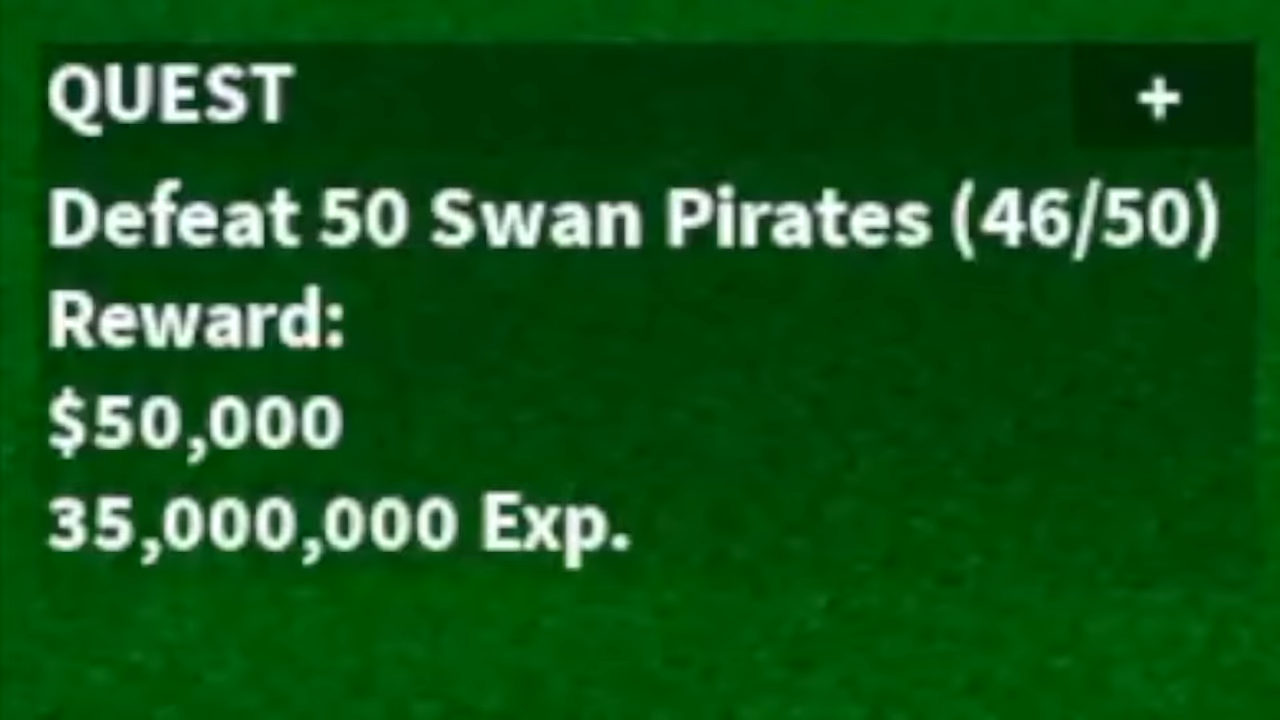 QUEST +
Defeat 50 Swan Pirates (46/50)
Reward:
$50,000
35,000,000 Exp.